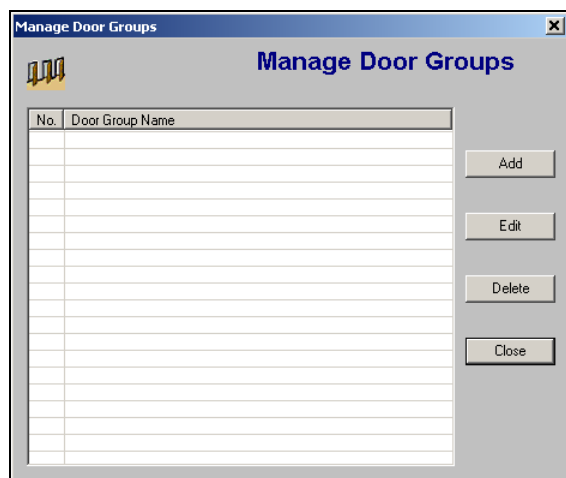 Manage Door Groups
Manage Door Groups
No. Door Group Name
Add
Edit
Delete
Close